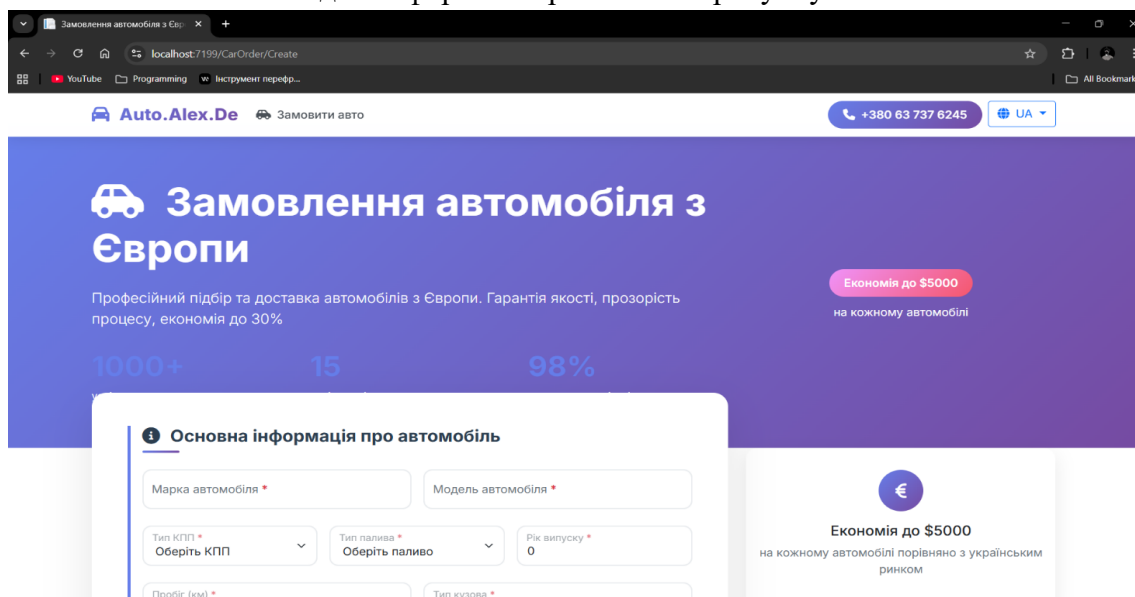 Замовлення автомобіля з Євр
localhost:7199/CarOrder/Create
YouTube Programming Інструмент перефр... All Bookmark
Auto.Alex.De Замовити авто +380 63 737 6245 UA
Замовлення автомобіля з
Європи
Професійний підбір та доставка автомобілів з Європи. Гарантія якості, прозорість
процесу, економія до 30%
Економія до $5000
на кожному автомобілі
1000+ 15 98%
Основна інформація про автомобіль
Марка автомобіля * Модель автомобіля *
Тип КПП * Тип палива * Рік випуску *
Оберіть КПП Оберіть паливо 0
Пробіг (км) * Тип кузова *
€
Економія до $5000
на кожному автомобілі порівняно з українським
ринком